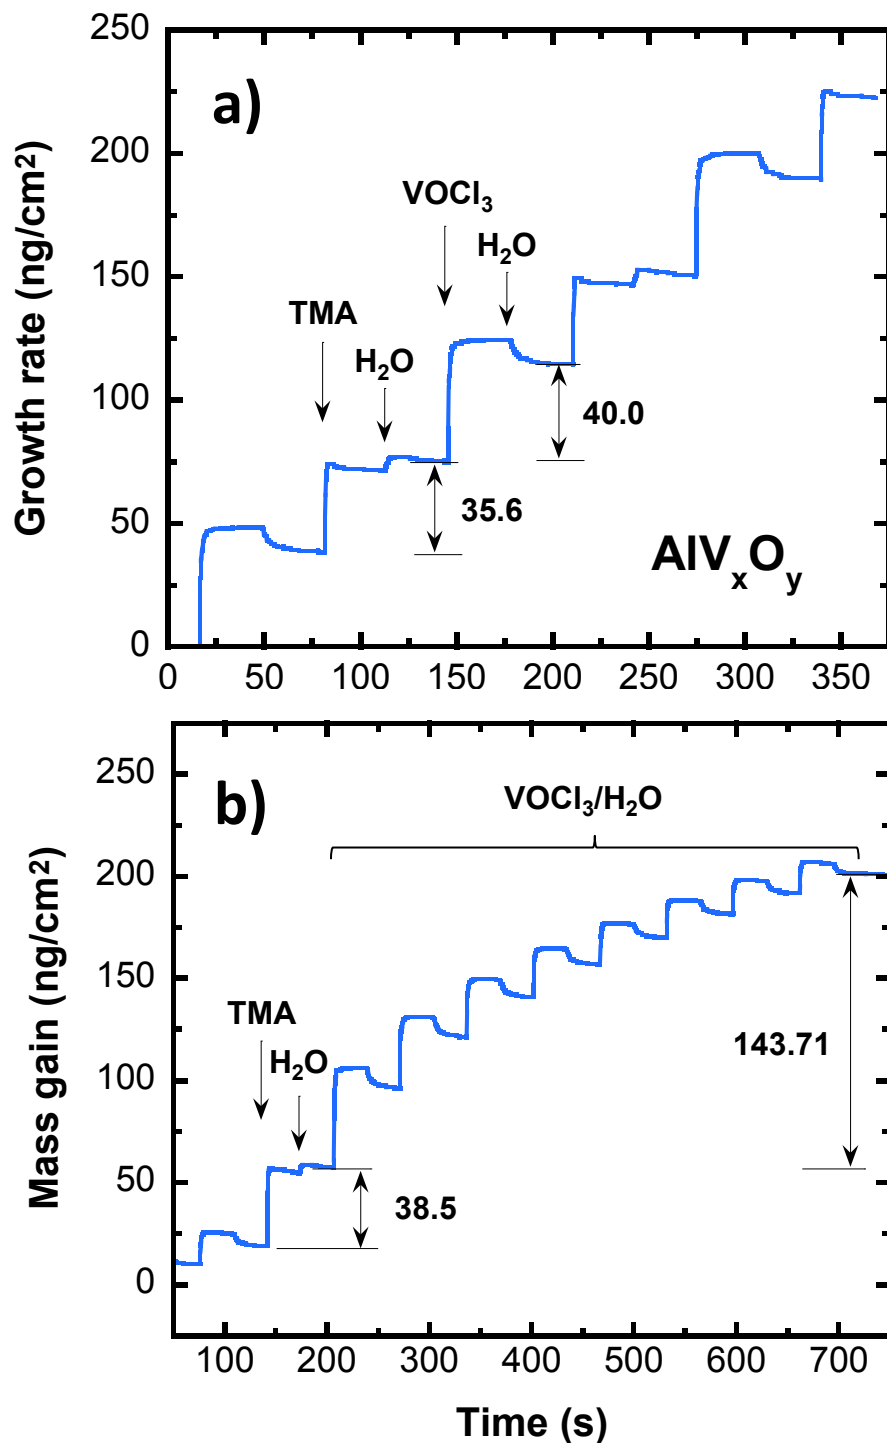 a)
Growth rate (ng/cm²)
250
200
150
100
50
0
VOCl₃
H₂O
TMA
H₂O
40.0
35.6
AlVₓOᵧ
0 50 100 150 200 250 300 350
b)
Mass gain (ng/cm²)
250
200
150
100
50
0
VOCl₃/H₂O
TMA
H₂O
143.71
38.5
100 200 300 400 500 600 700
Time (s)